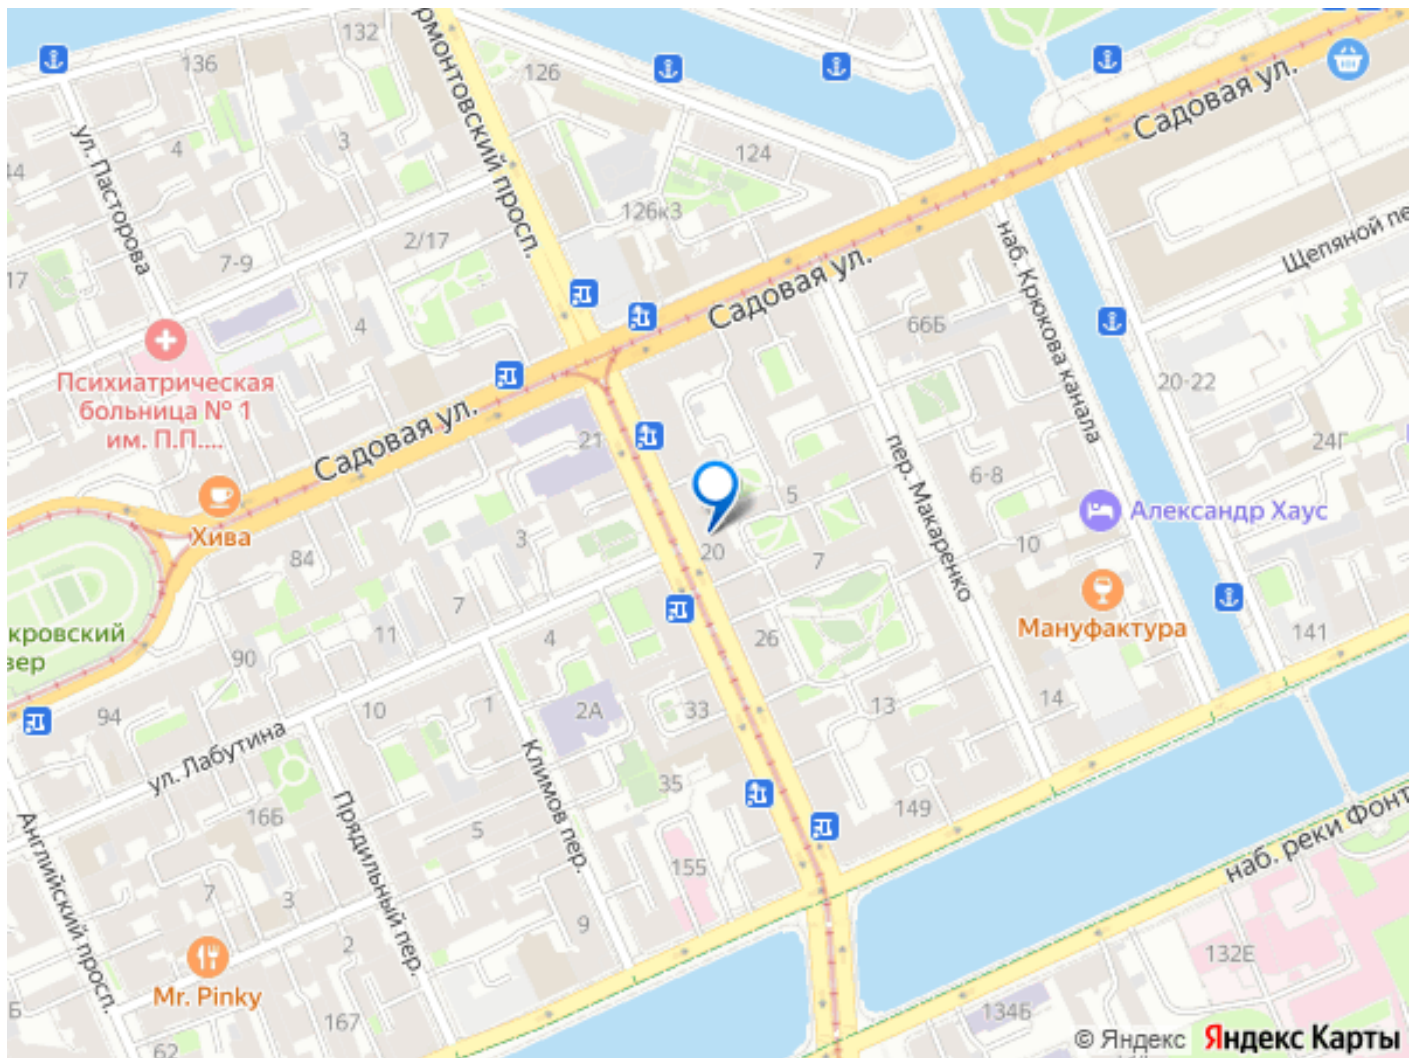 132
136
126
рмонтовский просп.
Садовая ул.
ул. Пасторова
4
3
124
44
126к3
2/17
7-9
17
наб. Крюкова канала
Щепяной пе
Садовая ул.
4
66Б
Психиатрическая
больница № 1
им. П.П....
20-22
Садовая ул.
21
24Г
пер. Макаренко
6-8
5
Хива
Александр Хаус
3
20
10
84
7
7
Мануфактура
кровский
вер
11
4
26
141
90
94
10
1
2А
33
13
14
ул. Лабутина
Климов пер.
35
16Б
Прядильный пер.
5
149
Английский просп.
155
наб. реки Фонт
7
3
2
9
132Е
Mr. Pinky
Б
167
134Б
62
© Яндекс Яндекс Карты